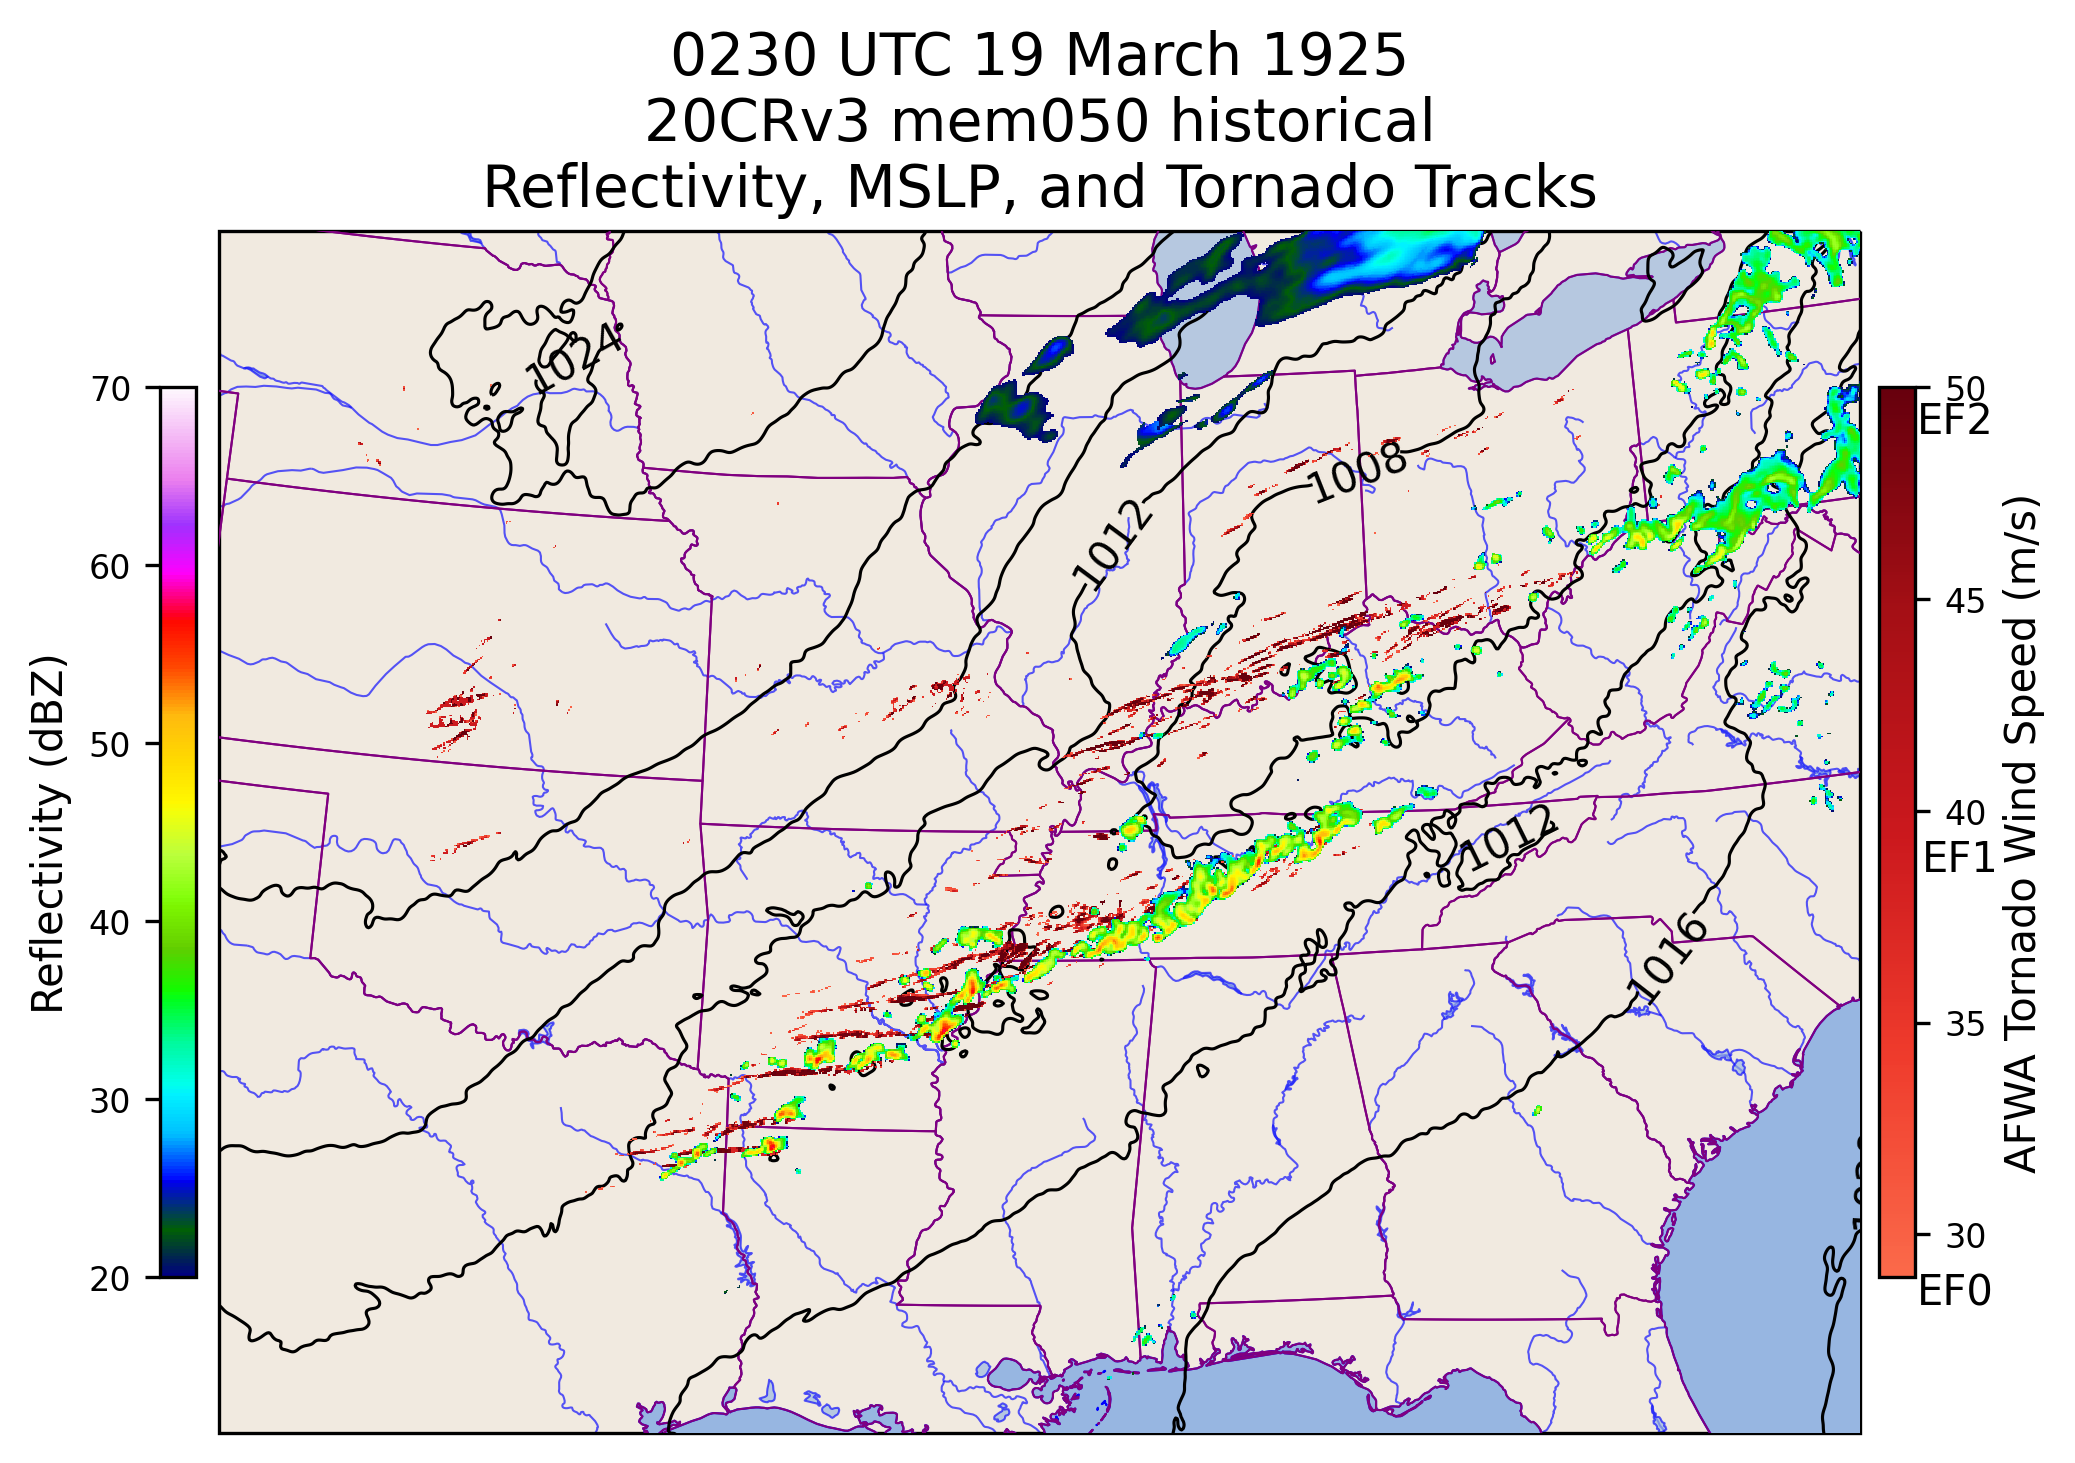 0230 UTC 19 March 1925
20CRv3 mem050 historical
Reflectivity, MSLP, and Tornado Tracks
Reflectivity (dBZ)
70
60
50
40
30
20
1024
1008
1012
1012
1016
50
EF2
45
40
EF1
35
30
EF0
AFWA Tornado Wind Speed (m/s)